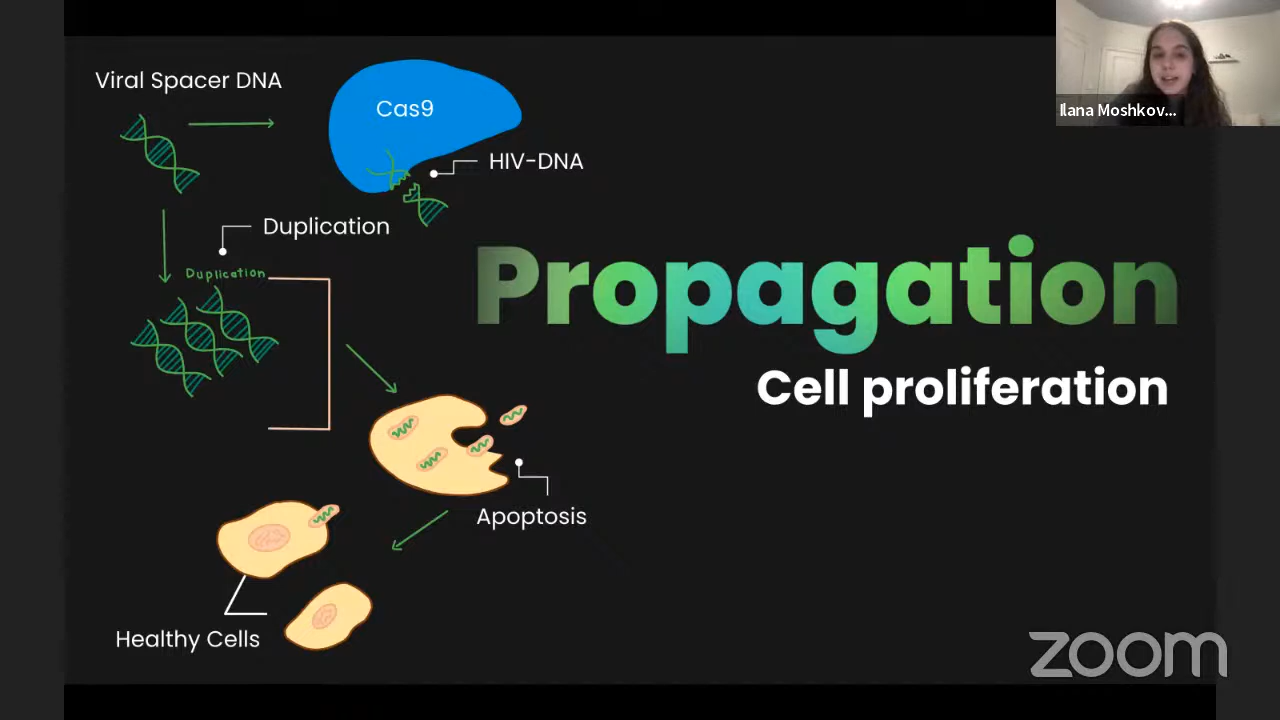 Viral Spacer DNA
Cas9
Ilana Moshkov...
HIV-DNA
Duplication
Duplication
Propagation
Cell proliferation
Apoptosis
Healthy Cells
zoom